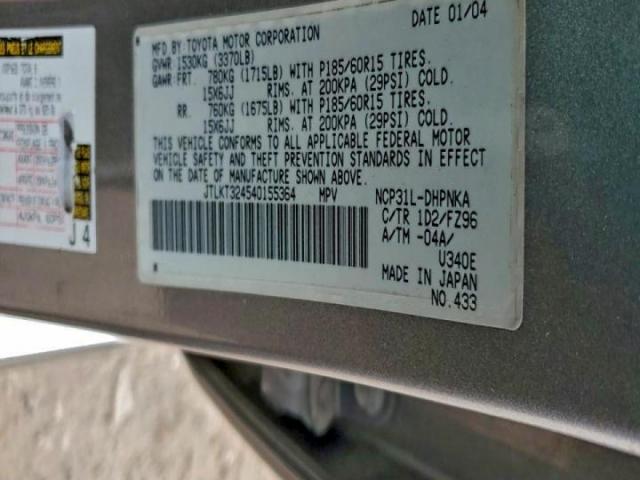 DATE 01/04
MFD BY: TOYOTA MOTOR CORPORATION
GVWR 1530KG (3370LB)
GAWR FRT. 780KG (1715LB) WITH P185/60R15 TIRES.
15X6JJ RIMS. AT 200KPA (29PSI) COLD.
RR. 760KG (1675LB) WITH P185/60R15 TIRES.
15X6JJ RIMS. AT 200KPA (29PSI) COLD.
THIS VEHICLE CONFORMS TO ALL APPLICABLE FEDERAL MOTOR
VEHICLE SAFETY AND THEFT PREVENTION STANDARDS IN EFFECT
ON THE DATE OF MANUFACTURE SHOWN ABOVE.
JTLKT324540155364 MPV NCP31L-DHPNKA
C/TR 1D2/FZ96
A/TM -04A/
U340E
MADE IN JAPAN
NO.433
J 4